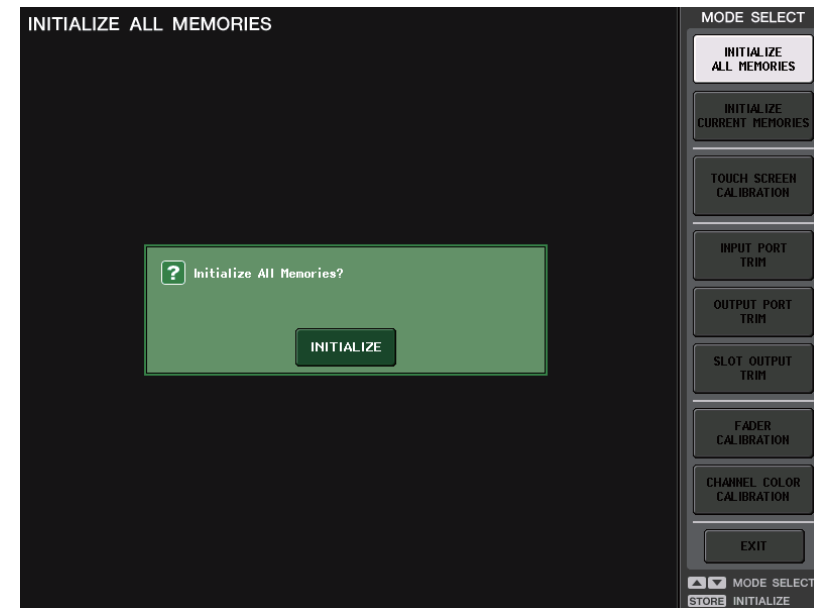 INITIALIZE ALL MEMORIES
? Initialize All Memories?
INITIALIZE
MODE SELECT
INITIALIZE
ALL MEMORIES
INITIALIZE
CURRENT MEMORIES
TOUCH SCREEN
CALIBRATION
INPUT PORT
TRIM
OUTPUT PORT
TRIM
SLOT OUTPUT
TRIM
FADER
CALIBRATION
CHANNEL COLOR
CALIBRATION
EXIT
MODE SELECT
STORE INITIALIZE